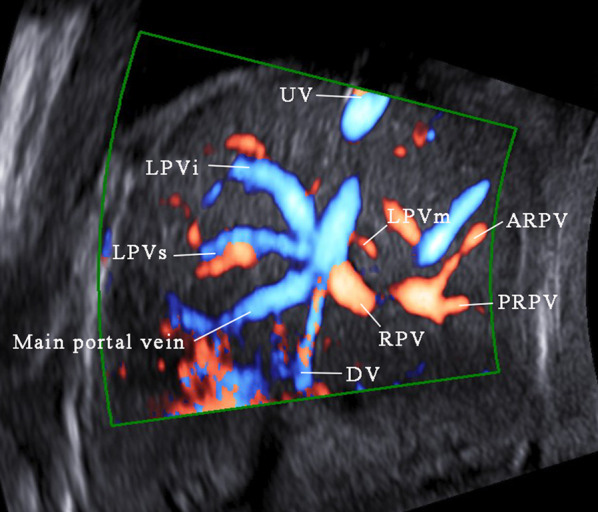 UV
LPVi
LPVm
ARPV
LPVs
PRPV
Main portal vein
RPV
DV